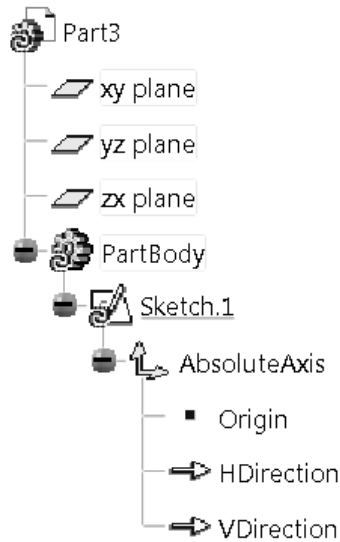 Part3
xy plane
yz plane
zx plane
PartBody
Sketch.1
AbsoluteAxis
Origin
HDirection
VDirection